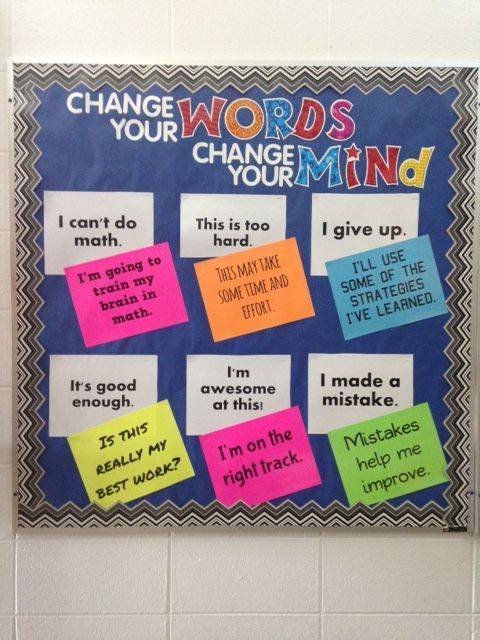 CHANGE
YOUR WORDS
CHANGE
YOUR MiNd
I can't do
math.
I'm going to
train my
brain in
math.
This is too
hard.
THIS MAY TAKE
SOME TIME AND
EFFORT.
I give up.
I'LL USE
SOME OF THE
STRATEGIES
I'VE LEARNED.
It's good
enough.
IS THIS
REALLY MY
BEST WORK?
I'm
awesome
at this!
I'm on the
right track.
I made a
mistake.
Mistakes
help me
improve.